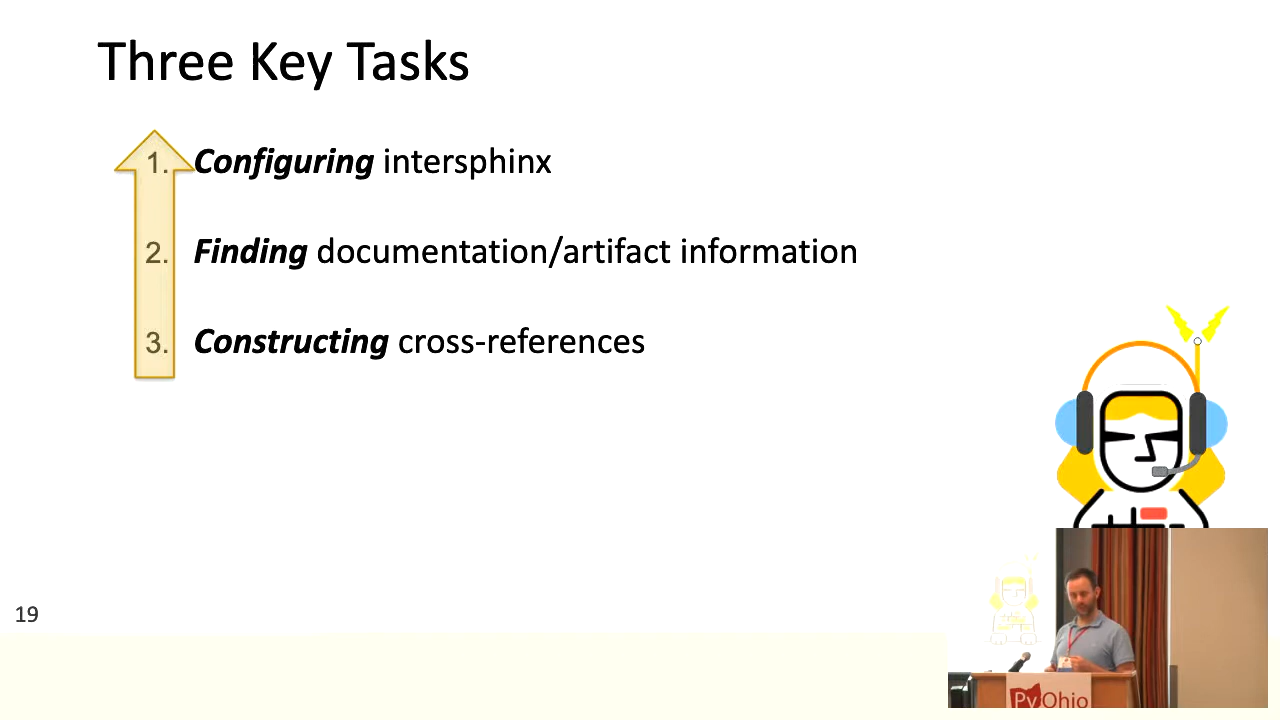 Three Key Tasks
1. Configuring intersphinx
2. Finding documentation/artifact information
3. Constructing cross-references
19
PyOhio